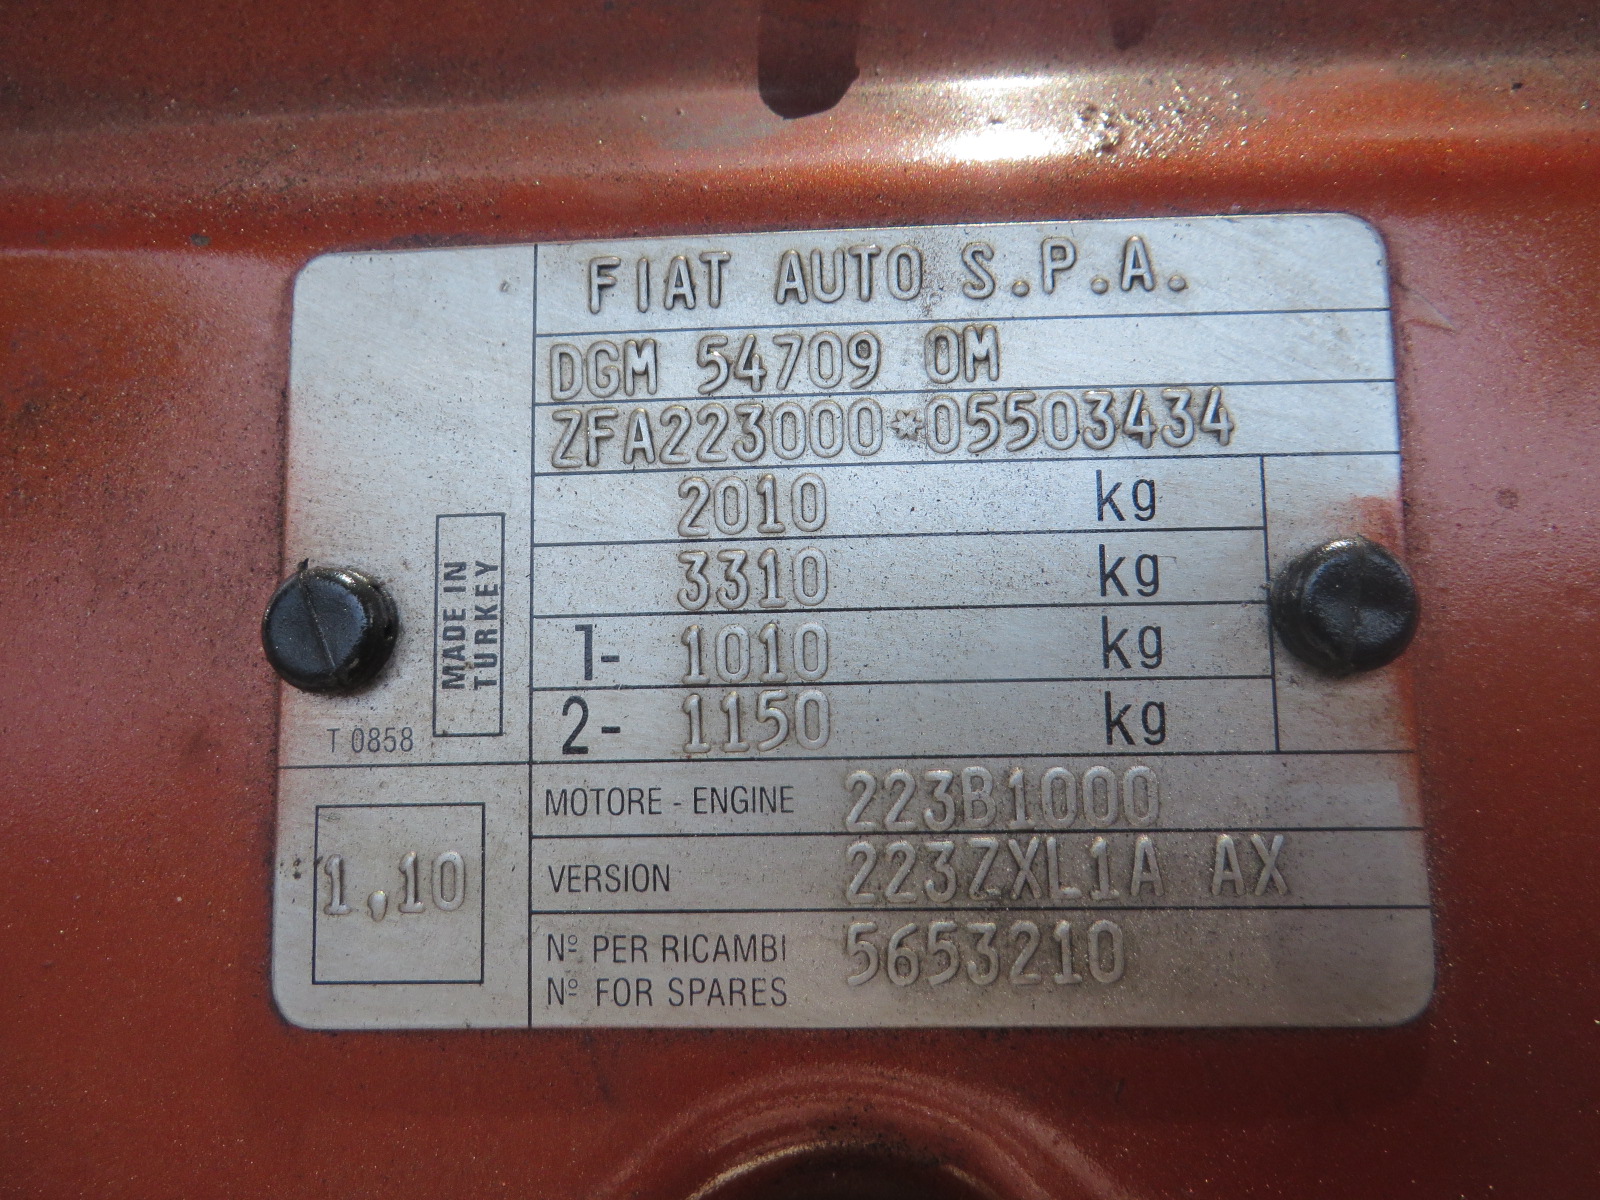 FIAT AUTO S.P.A.
DGM 54709 OM
ZFA223000*05503434
2010 kg
3310 kg
1- 1010 kg
2- 1150 kg
MADE IN
TURKEY
T 0858
MOTORE - ENGINE 223B1000
1,10
VERSION 223ZXL1A AX
Nº PER RICAMBI 5653210
Nº FOR SPARES